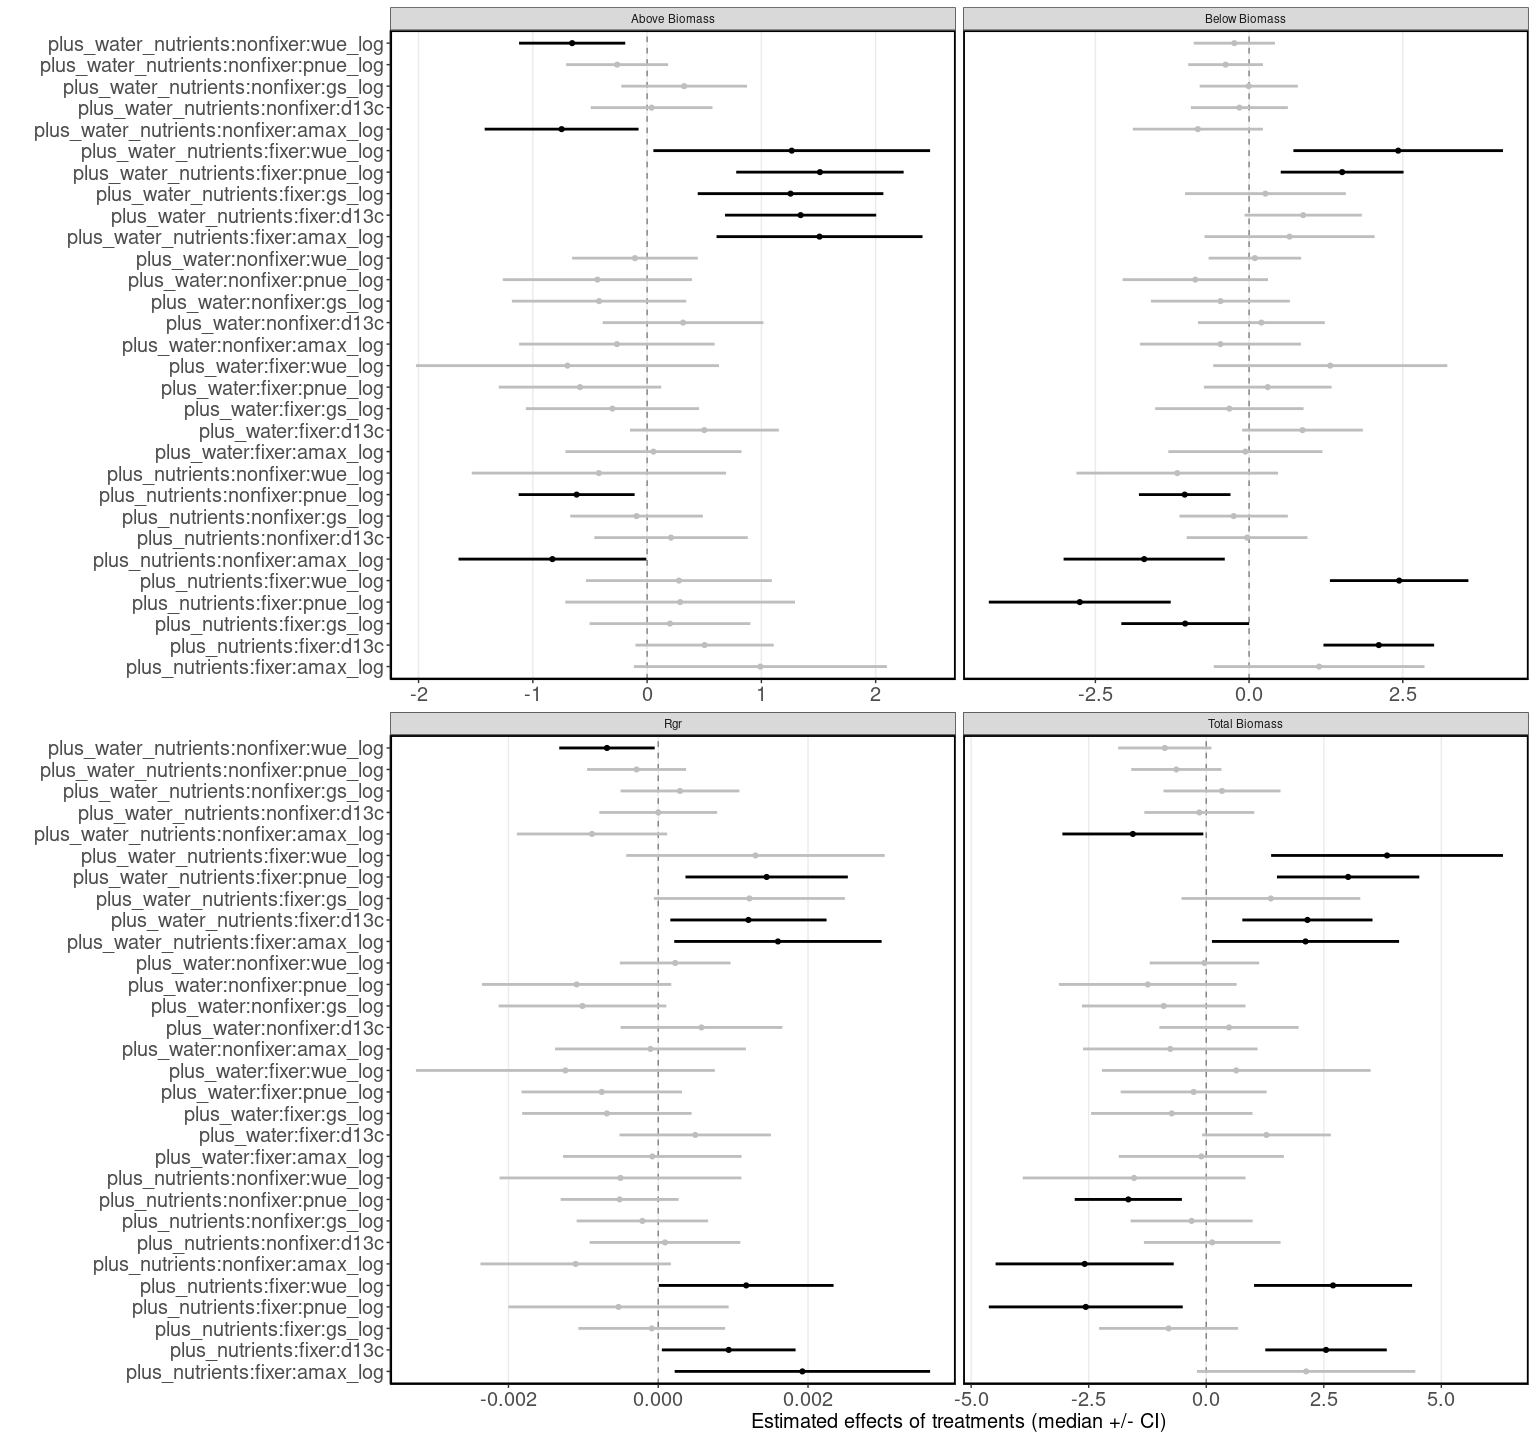 Above Biomass
Below Biomass
plus_water_nutrients:nonfixer:wue_log
plus_water_nutrients:nonfixer:pnue_log
plus_water_nutrients:nonfixer:gs_log
plus_water_nutrients:nonfixer:d13c
plus_water_nutrients:nonfixer:amax_log
plus_water_nutrients:fixer:wue_log
plus_water_nutrients:fixer:pnue_log
plus_water_nutrients:fixer:gs_log
plus_water_nutrients:fixer:d13c
plus_water_nutrients:fixer:amax_log
plus_water:nonfixer:wue_log
plus_water:nonfixer:pnue_log
plus_water:nonfixer:gs_log
plus_water:nonfixer:d13c
plus_water:nonfixer:amax_log
plus_water:fixer:wue_log
plus_water:fixer:pnue_log
plus_water:fixer:gs_log
plus_water:fixer:d13c
plus_water:fixer:amax_log
plus_nutrients:nonfixer:wue_log
plus_nutrients:nonfixer:pnue_log
plus_nutrients:nonfixer:gs_log
plus_nutrients:nonfixer:d13c
plus_nutrients:nonfixer:amax_log
plus_nutrients:fixer:wue_log
plus_nutrients:fixer:pnue_log
plus_nutrients:fixer:gs_log
plus_nutrients:fixer:d13c
plus_nutrients:fixer:amax_log
-2 -1 0 1 2
-2.5 0.0 2.5
Rgr
Total Biomass
plus_water_nutrients:nonfixer:wue_log
plus_water_nutrients:nonfixer:pnue_log
plus_water_nutrients:nonfixer:gs_log
plus_water_nutrients:nonfixer:d13c
plus_water_nutrients:nonfixer:amax_log
plus_water_nutrients:fixer:wue_log
plus_water_nutrients:fixer:pnue_log
plus_water_nutrients:fixer:gs_log
plus_water_nutrients:fixer:d13c
plus_water_nutrients:fixer:amax_log
plus_water:nonfixer:wue_log
plus_water:nonfixer:pnue_log
plus_water:nonfixer:gs_log
plus_water:nonfixer:d13c
plus_water:nonfixer:amax_log
plus_water:fixer:wue_log
plus_water:fixer:pnue_log
plus_water:fixer:gs_log
plus_water:fixer:d13c
plus_water:fixer:amax_log
plus_nutrients:nonfixer:wue_log
plus_nutrients:nonfixer:pnue_log
plus_nutrients:nonfixer:gs_log
plus_nutrients:nonfixer:d13c
plus_nutrients:nonfixer:amax_log
plus_nutrients:fixer:wue_log
plus_nutrients:fixer:pnue_log
plus_nutrients:fixer:gs_log
plus_nutrients:fixer:d13c
plus_nutrients:fixer:amax_log
-0.002 0.000 0.002
-5.0 -2.5 0.0 2.5 5.0
Estimated effects of treatments (median +/- CI)